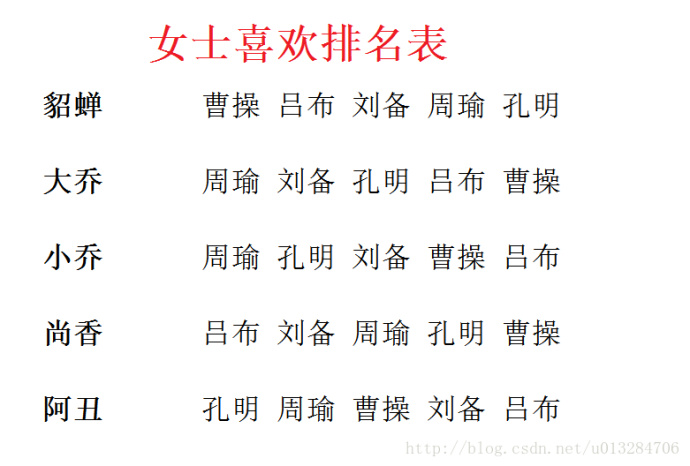 女士喜欢排名表
貂蝉 曹操 吕布 刘备 周瑜 孔明
大乔 周瑜 刘备 孔明 吕布 曹操
小乔 周瑜 孔明 刘备 曹操 吕布
尚香 吕布 刘备 周瑜 孔明 曹操
阿丑 孔明 周瑜 曹操 刘备 吕布
http://blog.csdn.net/u013284706